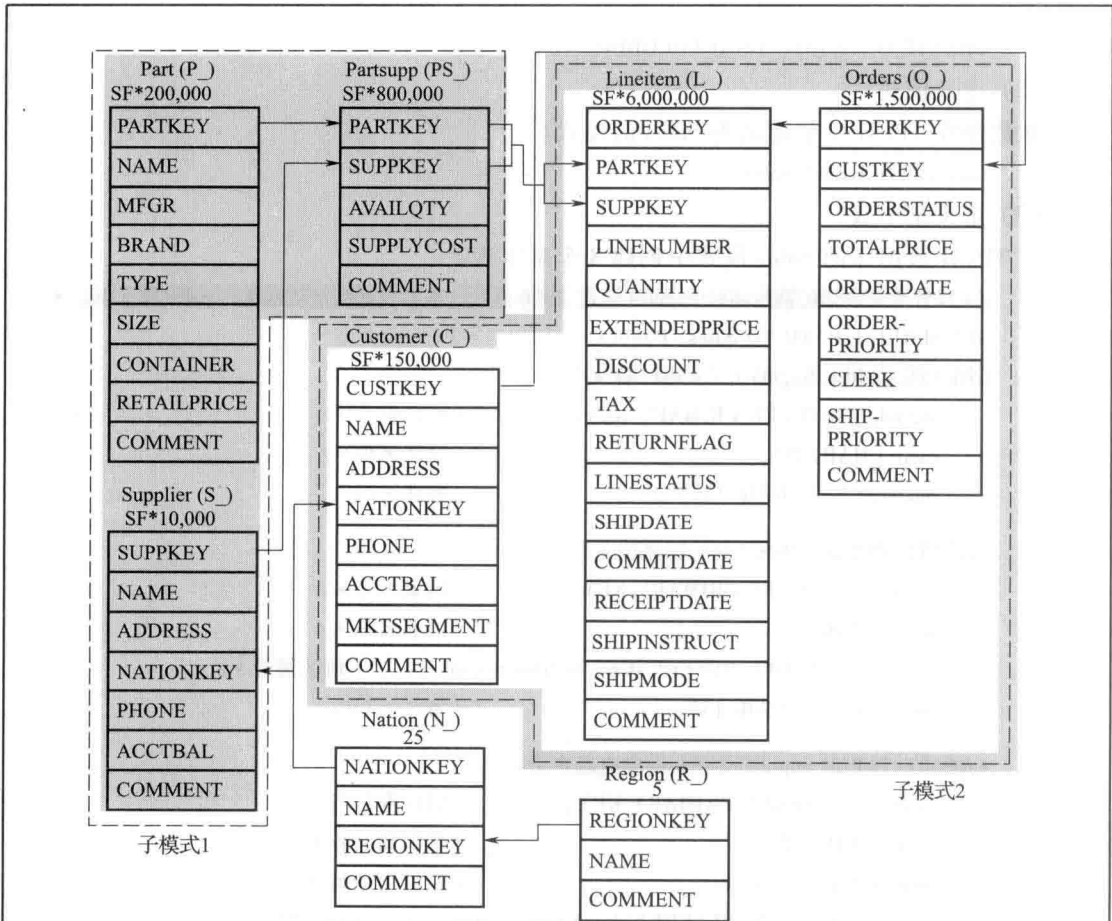 Part (P_)
SF*200,000
PARTKEY
NAME
MFGR
BRAND
TYPE
SIZE
CONTAINER
RETAILPRICE
COMMENT
Partsupp (PS_)
SF*800,000
PARTKEY
SUPPKEY
AVAILQTY
SUPPLYCOST
COMMENT
Lineitem (L_)
SF*6,000,000
ORDERKEY
PARTKEY
SUPPKEY
LINENUMBER
QUANTITY
EXTENDEDPRICE
DISCOUNT
TAX
RETURNFLAG
LINESTATUS
SHIPDATE
COMMITDATE
RECEIPTDATE
SHIPINSTRUCT
SHIPMODE
COMMENT
Orders (O_)
SF*1,500,000
ORDERKEY
CUSTKEY
ORDERSTATUS
TOTALPRICE
ORDERDATE
ORDER-
PRIORITY
CLERK
SHIP-
PRIORITY
COMMENT
Customer (C_)
SF*150,000
CUSTKEY
NAME
ADDRESS
NATIONKEY
PHONE
ACCTBAL
MKTSEGMENT
COMMENT
Supplier (S_)
SF*10,000
SUPPKEY
NAME
ADDRESS
NATIONKEY
PHONE
ACCTBAL
COMMENT
子模式1
Nation (N_)
25
NATIONKEY
NAME
REGIONKEY
COMMENT
Region (R_)
5
REGIONKEY
NAME
COMMENT
子模式2